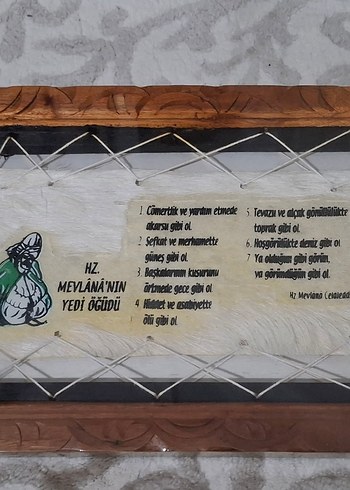 HZ.
MEVLÂNÂ'NIN
YEDİ ÖĞÜDÜ
1. Cömertlik ve yardım etmede
akarsu gibi ol.
2. Şefkat ve merhamette
güneş gibi ol.
3. Başkalarının kusurunu
örtmede gece gibi ol.
4. Hiddet ve asabiyette
ölü gibi ol.
5. Tevazu ve alçak gönüllülükte
toprak gibi ol.
6. Hoşgörülükte deniz gibi ol.
7. Ya olduğun gibi görün,
ya göründüğün gibi ol.
Hz Mevlana Celaledd